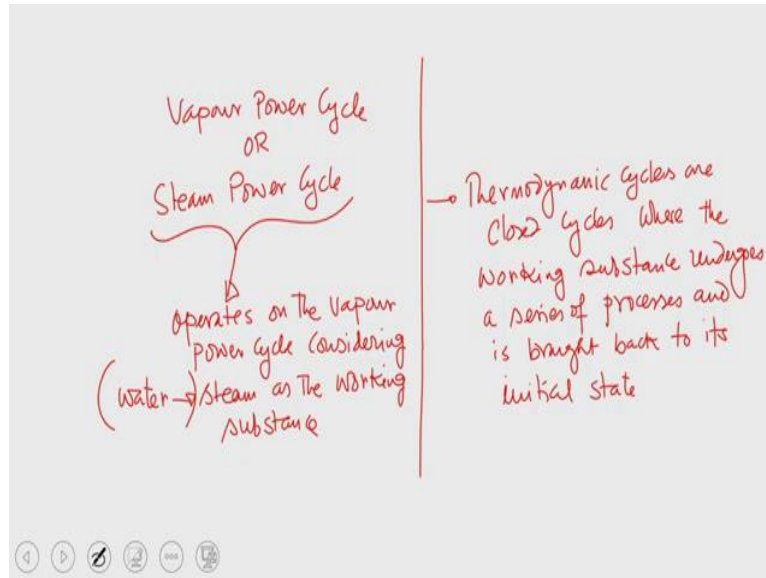 Vapour Power Cycle
OR
Steam Power Cycle
operates on the vapour
power cycle considering
(water →) steam as the working
substance
→ Thermodynamic cycles are
closed cycles where the
working substance undergoes
a series of processes and
is brought back to its
initial state